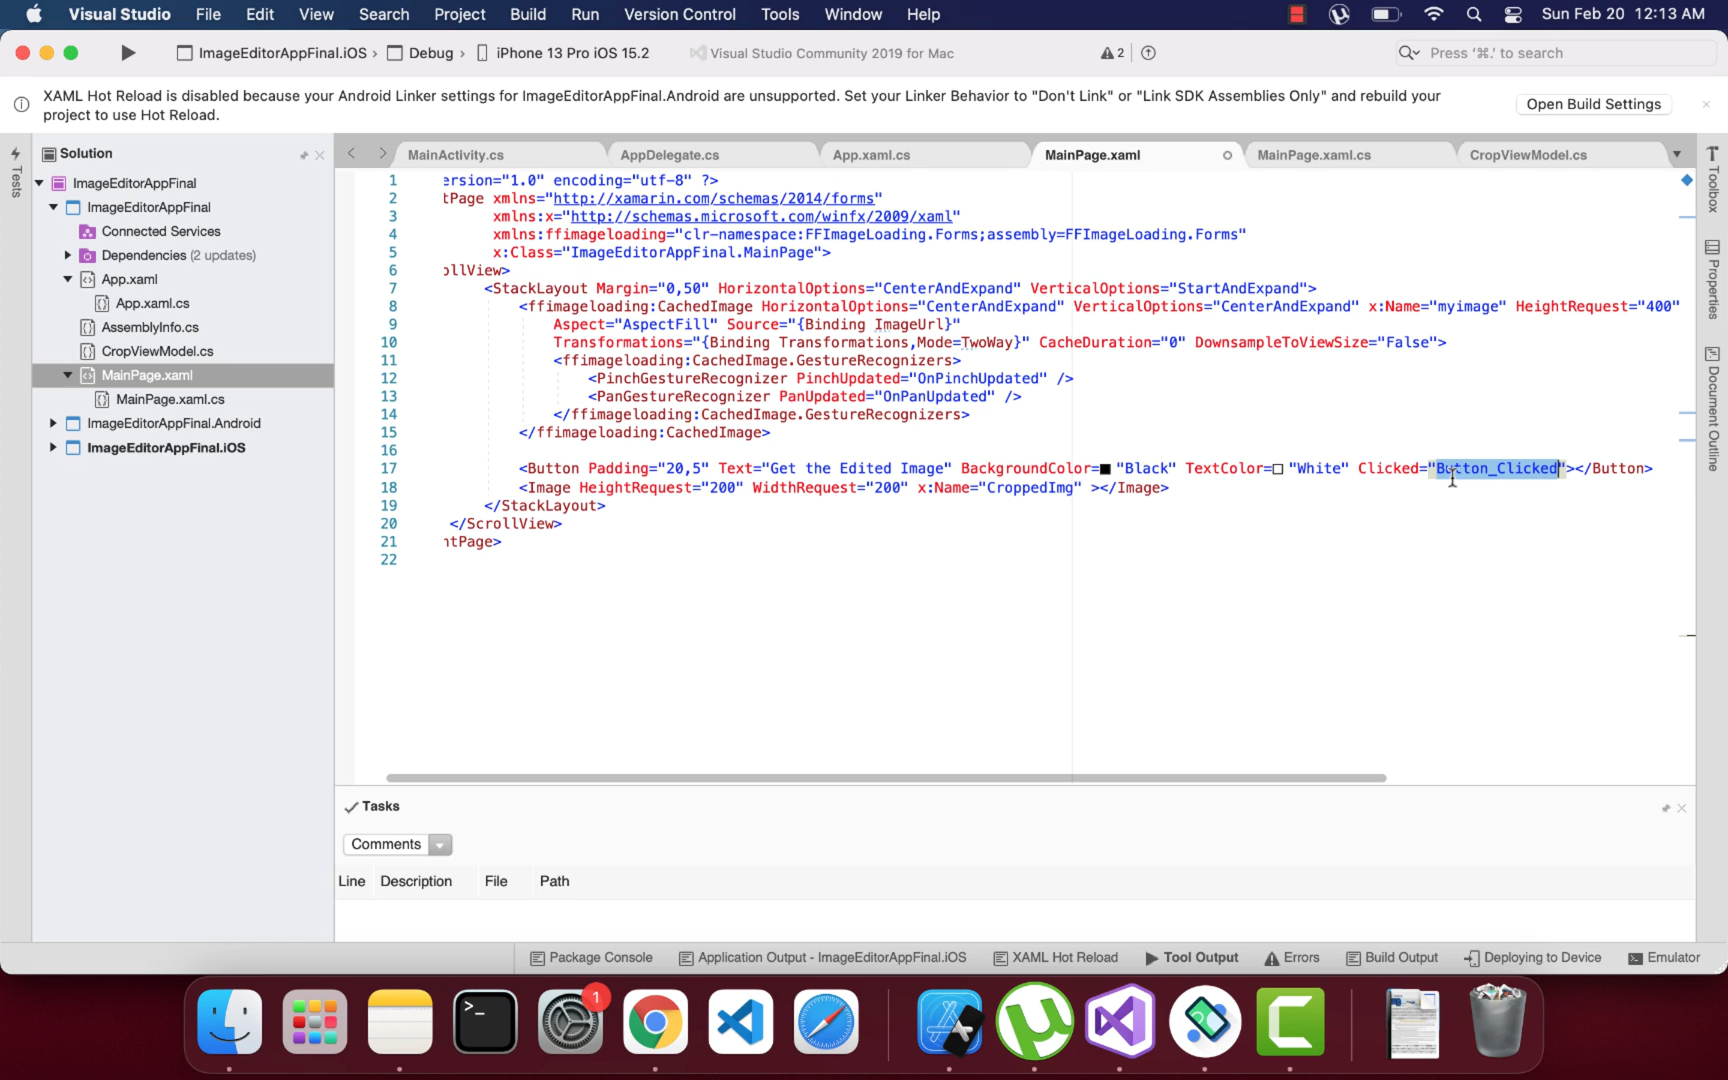 Visual Studio File Edit View Search Project Build Run Version Control Tools Window Help Sun Feb 20 12:13 AM
ImageEditorAppFinal.iOS › Debug › iPhone 13 Pro iOS 15.2 Visual Studio Community 2019 for Mac 2 Press ‘⌘.’ to search
XAML Hot Reload is disabled because your Android Linker settings for ImageEditorAppFinal.Android are unsupported. Set your Linker Behavior to "Don't Link" or "Link SDK Assemblies Only" and rebuild your
project to use Hot Reload.
Open Build Settings
Tests
Solution
ImageEditorAppFinal
ImageEditorAppFinal
Connected Services
Dependencies (2 updates)
App.xaml
App.xaml.cs
AssemblyInfo.cs
CropViewModel.cs
MainPage.xaml
MainPage.xaml.cs
ImageEditorAppFinal.Android
ImageEditorAppFinal.iOS
MainActivity.cs AppDelegate.cs App.xaml.cs MainPage.xaml MainPage.xaml.cs CropViewModel.cs
1 ersion="1.0" encoding="utf-8" ?>
2 tPage xmlns="http://xamarin.com/schemas/2014/forms"
3 xmlns:x="http://schemas.microsoft.com/winfx/2009/xaml"
4 xmlns:ffimageloading="clr-namespace:FFImageLoading.Forms;assembly=FFImageLoading.Forms"
5 x:Class="ImageEditorAppFinal.MainPage">
6 ollView>
7 <StackLayout Margin="0,50" HorizontalOptions="CenterAndExpand" VerticalOptions="StartAndExpand">
8 <ffimageloading:CachedImage HorizontalOptions="CenterAndExpand" VerticalOptions="CenterAndExpand" x:Name="myimage" HeightRequest="400"
9 Aspect="AspectFill" Source="{Binding ImageUrl}"
10 Transformations="{Binding Transformations,Mode=TwoWay}" CacheDuration="0" DownsampleToViewSize="False">
11 <ffimageloading:CachedImage.GestureRecognizers>
12 <PinchGestureRecognizer PinchUpdated="OnPinchUpdated" />
13 <PanGestureRecognizer PanUpdated="OnPanUpdated" />
14 </ffimageloading:CachedImage.GestureRecognizers>
15 </ffimageloading:CachedImage>
16
17 <Button Padding="20,5" Text="Get the Edited Image" BackgroundColor="Black" TextColor="White" Clicked="Button_Clicked"></Button>
18 <Image HeightRequest="200" WidthRequest="200" x:Name="CroppedImg" ></Image>
19 </StackLayout>
20 </ScrollView>
21 ntPage>
22
Toolbox
Properties
Document Outline
Tasks
Comments
Line Description File Path
Package Console Application Output - ImageEditorAppFinal.iOS XAML Hot Reload Tool Output Errors Build Output Deploying to Device Emulator
1